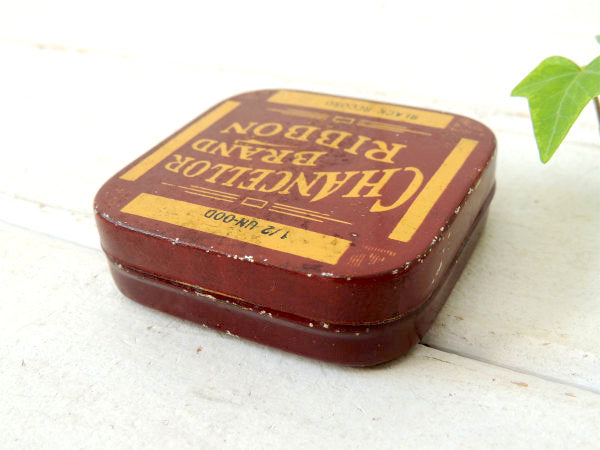 1/2 UN-OOD
CHANCELLOR
BRAND
RIBBON
BLACK RECORD